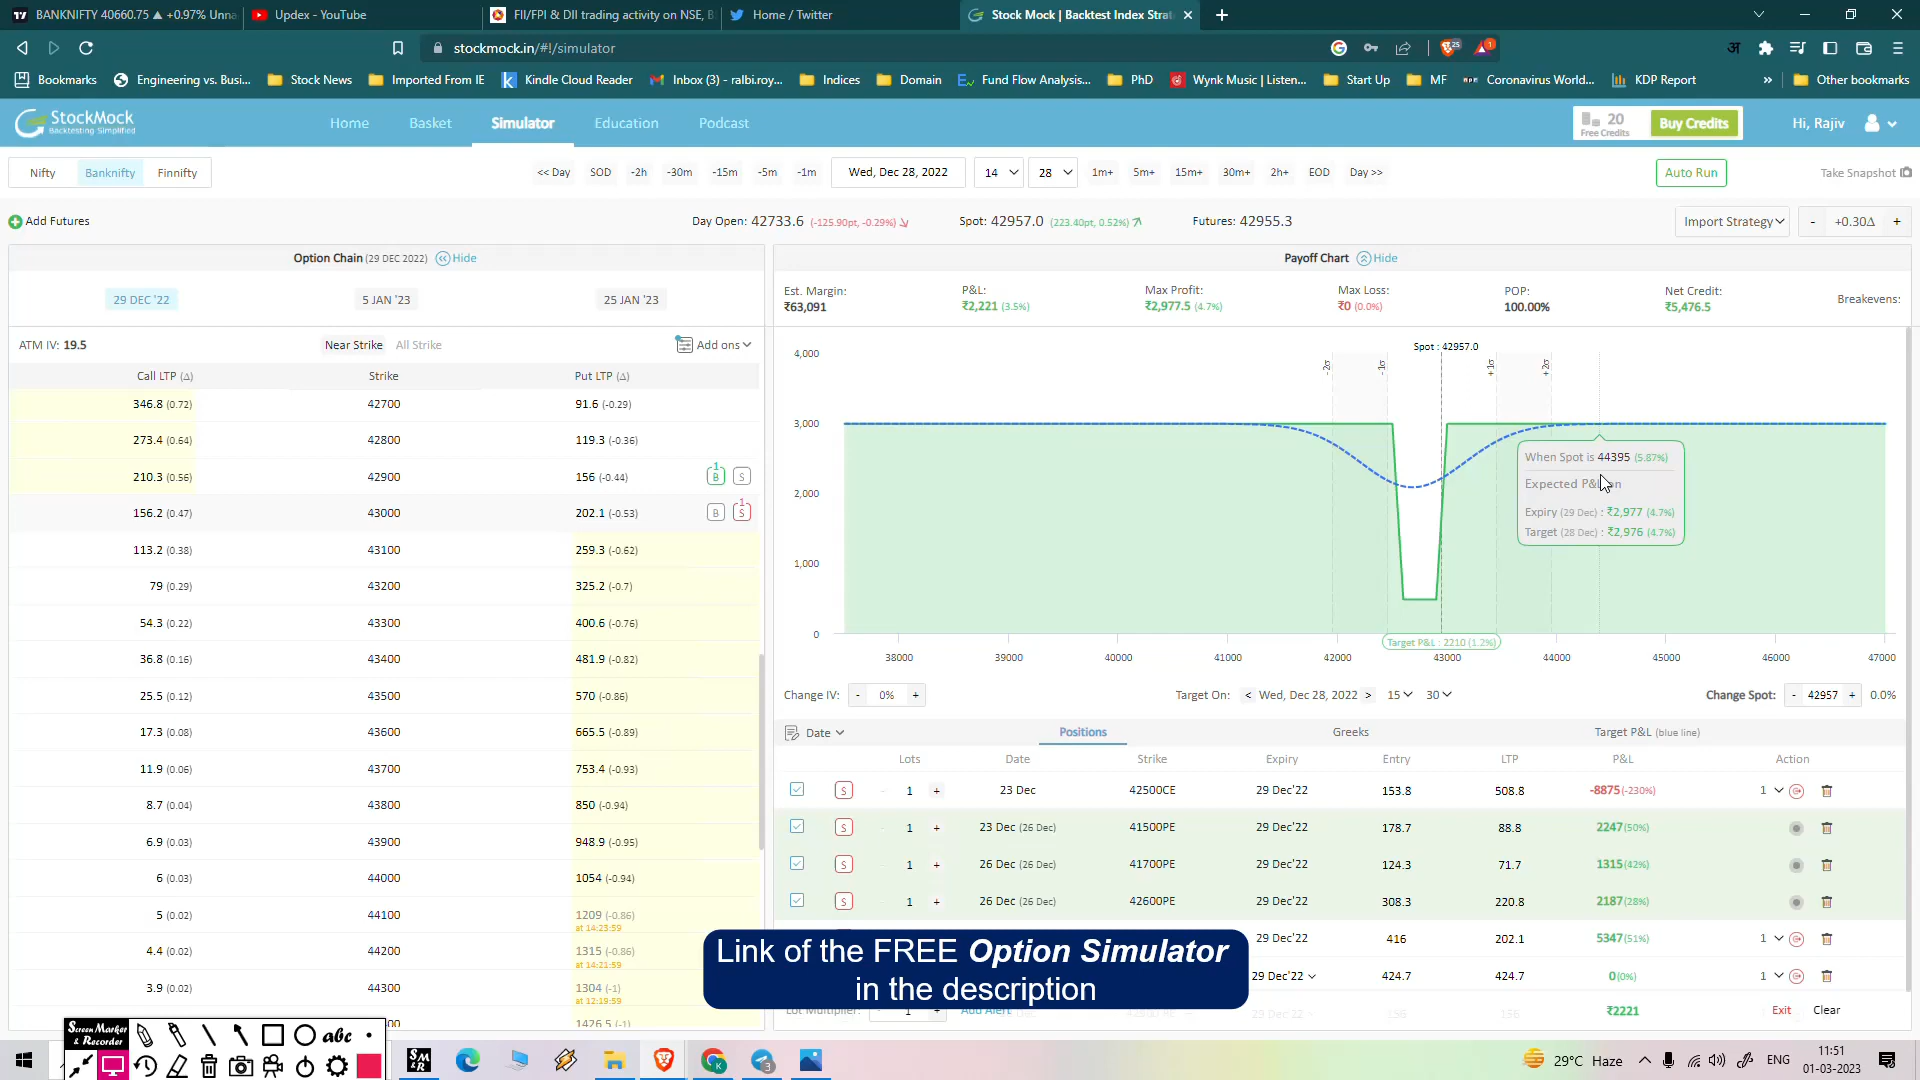 BANKNIFTY 40660.75 ▲ +0.97% Unna
Updex - YouTube
FII/FPI & DII trading activity on NSE, B
Home / Twitter
Stock Mock | Backtest Index Strat
stockmock.in/#!/simulator
Bookmarks
Engineering vs. Busi...
Stock News
Imported From IE
Kindle Cloud Reader
Inbox (3) - ralbi.roy...
Indices
Domain
Fund Flow Analysis...
PhD
Wynk Music | Listen...
Start Up
MF
Coronavirus World...
KDP Report
Other bookmarks
StockMock
Backtesting Simplified
Home
Basket
Simulator
Education
Podcast
20
Free Credits
Buy Credits
Hi, Rajiv
Nifty
Banknifty
Finnifty
<< Day
SOD
-2h
-30m
-15m
-5m
-1m
Wed, Dec 28, 2022
14
28
1m+
5m+
15m+
30m+
2h+
EOD
Day >>
Auto Run
Take Snapshot
Add Futures
Day Open: 42733.6 (-125.90pt, -0.29%)
Spot: 42957.0 (223.40pt, 0.52%)
Futures: 42955.3
Import Strategy
- +0.30Δ +
Option Chain (29 DEC 2022) Hide
Payoff Chart Hide
29 DEC '22
5 JAN '23
25 JAN '23
Est. Margin:
₹63,091
P&L:
₹2,221 (3.5%)
Max Profit:
₹2,977.5 (4.7%)
Max Loss:
₹0 (0.0%)
POP:
100.00%
Net Credit:
₹5,476.5
Breakevens:
ATM IV: 19.5
Near Strike
All Strike
Add ons
Call LTP (Δ) Strike Put LTP (Δ)
346.8 (0.72) 42700 91.6 (-0.29)
273.4 (0.64) 42800 119.3 (-0.36)
210.3 (0.56) 42900 156 (-0.44) 1 B S
156.2 (0.47) 43000 202.1 (-0.53) B 1 S
113.2 (0.38) 43100 259.3 (-0.62)
79 (0.29) 43200 325.2 (-0.7)
54.3 (0.22) 43300 400.6 (-0.76)
36.8 (0.16) 43400 481.9 (-0.82)
25.5 (0.12) 43500 570 (-0.86)
17.3 (0.08) 43600 665.5 (-0.89)
11.9 (0.06) 43700 753.4 (-0.93)
8.7 (0.04) 43800 850 (-0.94)
6.9 (0.03) 43900 948.9 (-0.95)
6 (0.03) 44000 1054 (-0.94)
5 (0.02) 44100 1209 (-0.86)
at 14:23:59
4.4 (0.02) 44200 1315 (-0.86)
at 14:21:59
3.9 (0.02) 44300 1304 (-1)
at 12:19:59
1426.5 (-1)
Spot : 42957.0
-2σ
-1σ
+1σ
+2σ
4,000
3,000
2,000
1,000
0
When Spot is 44395 (5.87%)
Expected P&L on
Expiry (29 Dec) : ₹2,977 (4.7%)
Target (28 Dec) : ₹2,976 (4.7%)
Target P&L : 2210 (1.2%)
38000 39000 40000 41000 42000 43000 44000 45000 46000 47000
Change IV: - 0% +
Target On: < Wed, Dec 28, 2022 > 15 30
Change Spot: - 42957 + 0.0%
Date
Positions
Greeks
Target P&L (blue line)
Lots Date Strike Expiry Entry LTP P&L Action
S - 1 + 23 Dec 42500CE 29 Dec'22 153.8 508.8 -8875(-230%) 1
S - 1 + 23 Dec (26 Dec) 41500PE 29 Dec'22 178.7 88.8 2247(50%)
S - 1 + 26 Dec (26 Dec) 41700PE 29 Dec'22 124.3 71.7 1315(42%)
S - 1 + 26 Dec (26 Dec) 42600PE 29 Dec'22 308.3 220.8 2187(28%)
29 Dec'22 416 202.1 5347(51%) 1
29 Dec'22 424.7 424.7 0(0%) 1
Link of the FREE Option Simulator
in the description
Lot Multiplier: - 1 + Add Alert
₹2221
Exit
Clear
Screen Marker
& Recorder
abc
29°C Haze
ENG
11:51
01-03-2023